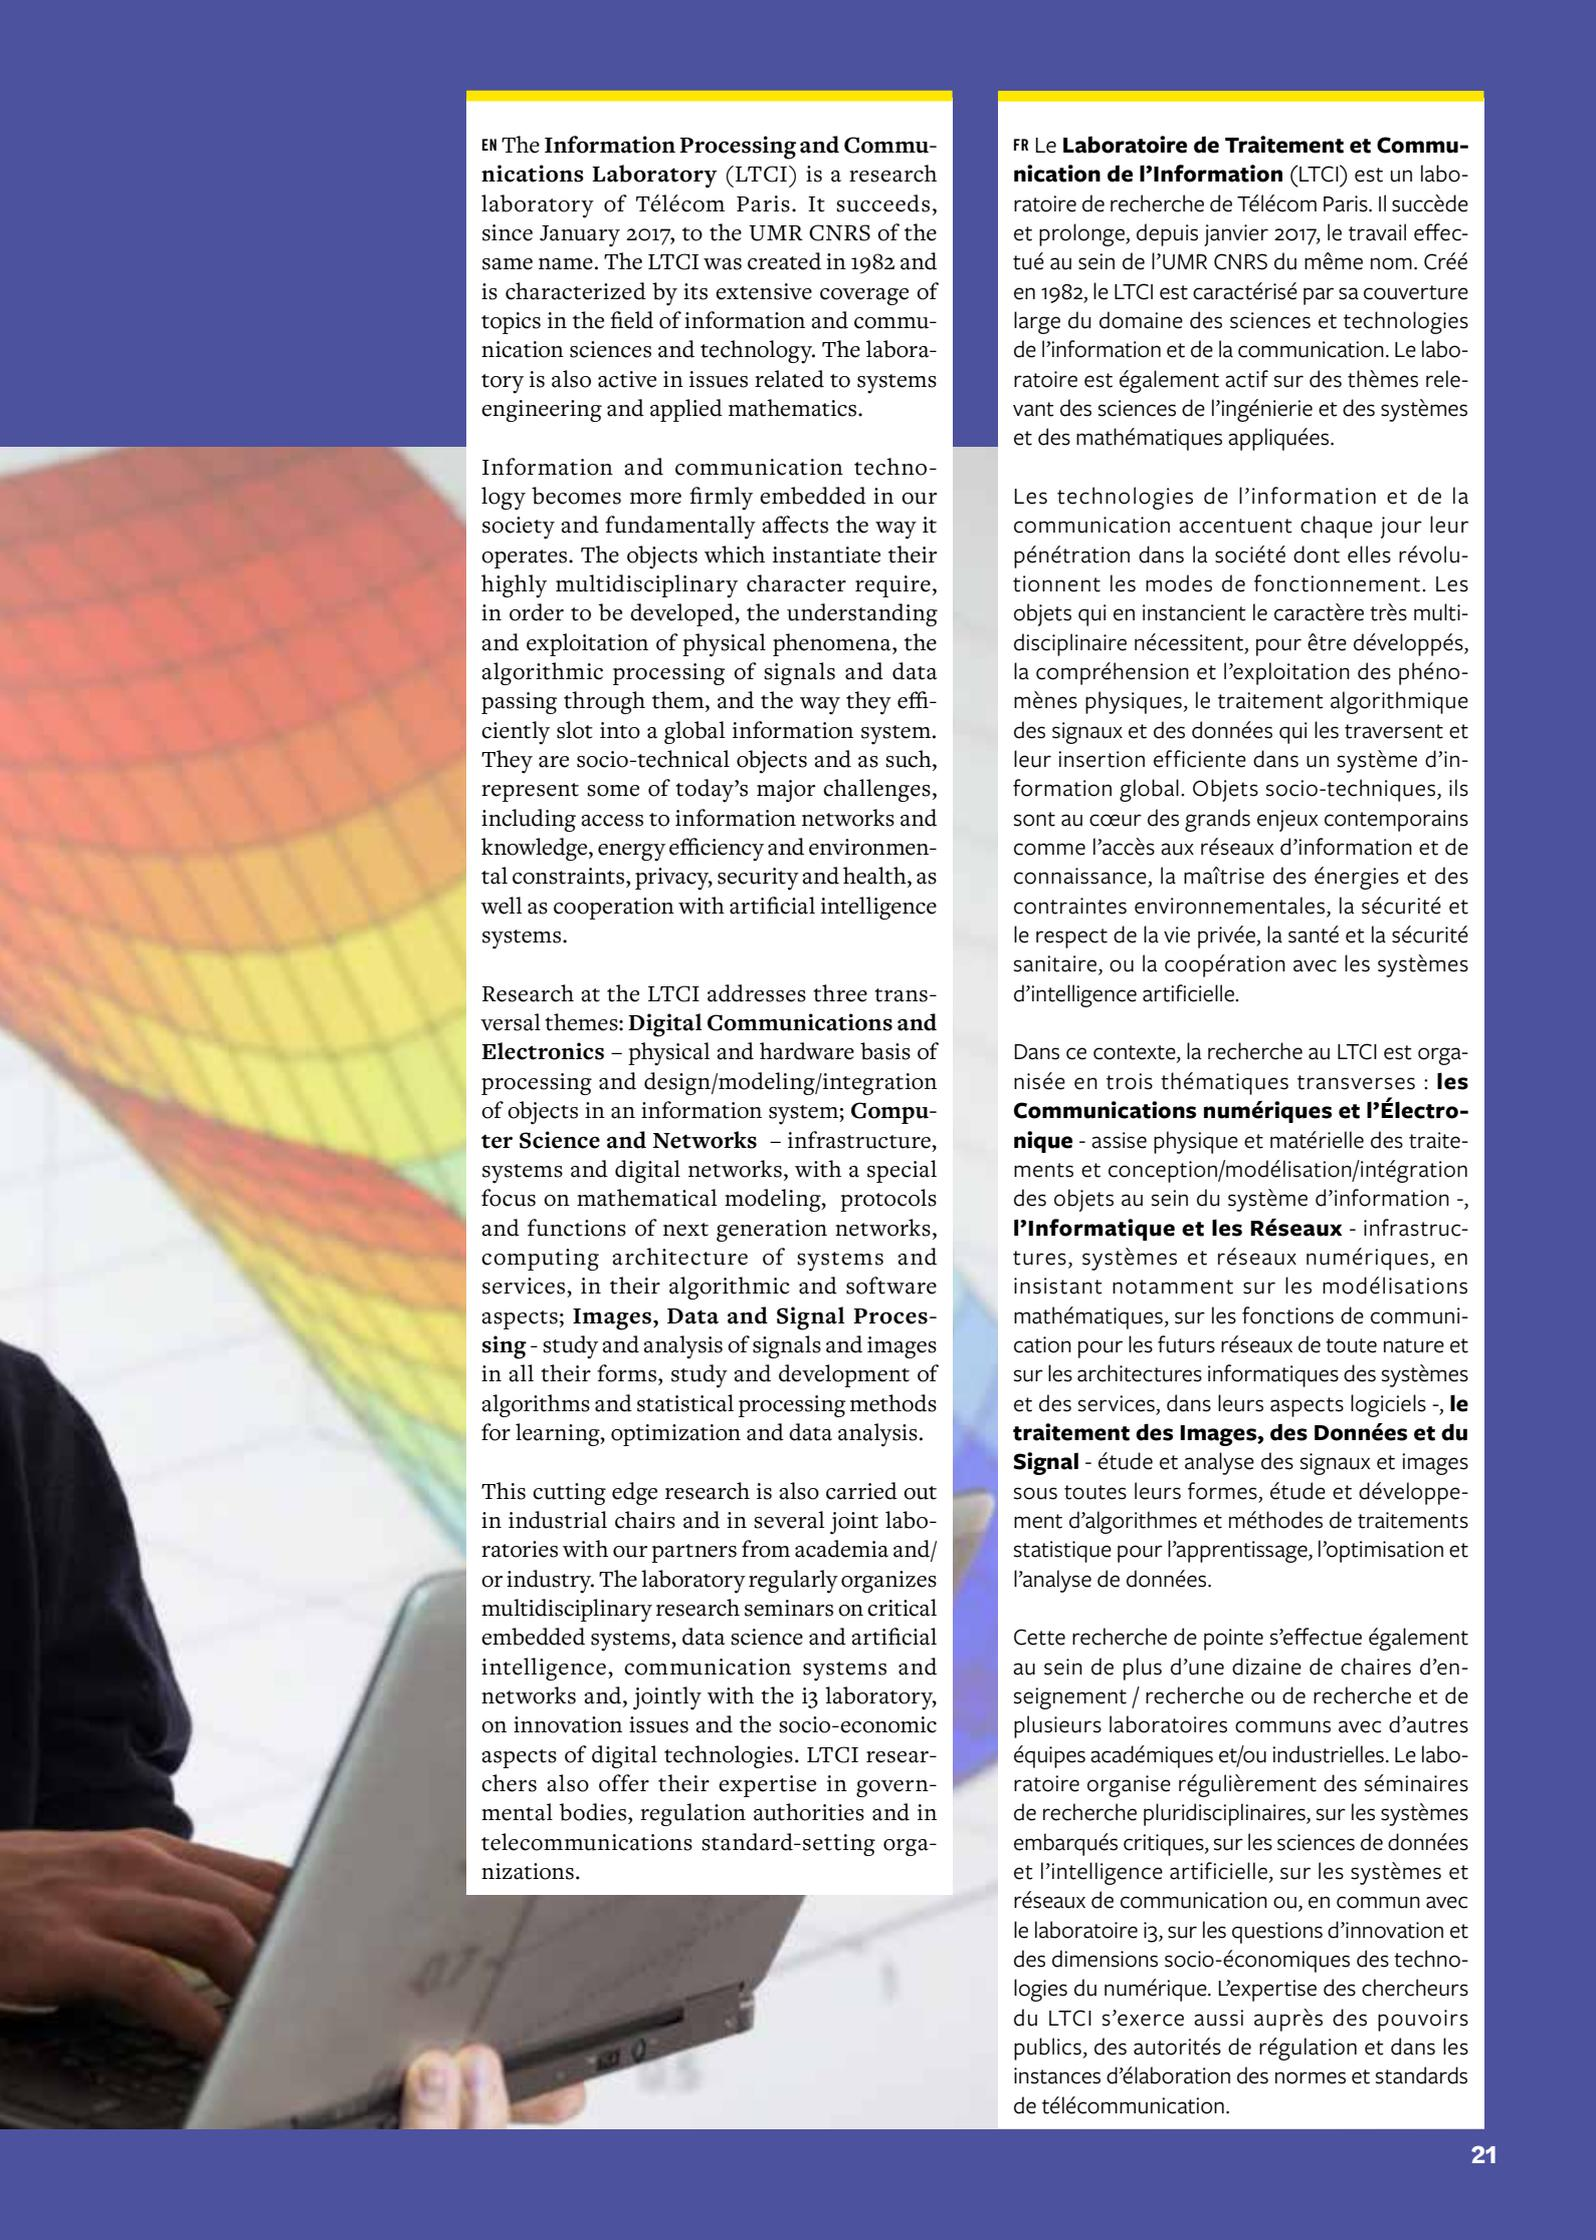 EN The Information Processing and Commu-
nications Laboratory (LTCI) is a research
laboratory of Télécom Paris. It succeeds,
since January 2017, to the UMR CNRS of the
same name. The LTCI was created in 1982 and
is characterized by its extensive coverage of
topics in the field of information and commu-
nication sciences and technology. The labora-
tory is also active in issues related to systems
engineering and applied mathematics.

Information and communication techno-
logy becomes more firmly embedded in our
society and fundamentally affects the way it
operates. The objects which instantiate their
highly multidisciplinary character require,
in order to be developed, the understanding
and exploitation of physical phenomena, the
algorithmic processing of signals and data
passing through them, and the way they effi-
ciently slot into a global information system.
They are socio-technical objects and as such,
represent some of today's major challenges,
including access to information networks and
knowledge, energy efficiency and environmen-
tal constraints, privacy, security and health, as
well as cooperation with artificial intelligence
systems.

Research at the LTCI addresses three trans-
versal themes: Digital Communications and
Electronics – physical and hardware basis of
processing and design/modeling/integration
of objects in an information system; Compu-
ter Science and Networks – infrastructure,
systems and digital networks, with a special
focus on mathematical modeling, protocols
and functions of next generation networks,
computing architecture of systems and
services, in their algorithmic and software
aspects; Images, Data and Signal Proces-
sing - study and analysis of signals and images
in all their forms, study and development of
algorithms and statistical processing methods
for learning, optimization and data analysis.

This cutting edge research is also carried out
in industrial chairs and in several joint labo-
ratories with our partners from academia and/
or industry. The laboratory regularly organizes
multidisciplinary research seminars on critical
embedded systems, data science and artificial
intelligence, communication systems and
networks and, jointly with the i3 laboratory,
on innovation issues and the socio-economic
aspects of digital technologies. LTCI resear-
chers also offer their expertise in govern-
mental bodies, regulation authorities and in
telecommunications standard-setting orga-
nizations.

FR Le Laboratoire de Traitement et Commu-
nication de l'Information (LTCI) est un labo-
ratoire de recherche de Télécom Paris. Il succède
et prolonge, depuis janvier 2017, le travail effec-
tué au sein de l'UMR CNRS du même nom. Créé
en 1982, le LTCI est caractérisé par sa couverture
large du domaine des sciences et technologies
de l'information et de la communication. Le labo-
ratoire est également actif sur des thèmes rele-
vant des sciences de l'ingénierie et des systèmes
et des mathématiques appliquées.

Les technologies de l'information et de la
communication accentuent chaque jour leur
pénétration dans la société dont elles révolu-
tionnent les modes de fonctionnement. Les
objets qui en instancient le caractère très multi-
disciplinaire nécessitent, pour être développés,
la compréhension et l'exploitation des phéno-
mènes physiques, le traitement algorithmique
des signaux et des données qui les traversent et
leur insertion efficiente dans un système d'in-
formation global. Objets socio-techniques, ils
sont au cœur des grands enjeux contemporains
comme l'accès aux réseaux d'information et de
connaissance, la maîtrise des énergies et des
contraintes environnementales, la sécurité et
le respect de la vie privée, la santé et la sécurité
sanitaire, ou la coopération avec les systèmes
d'intelligence artificielle.

Dans ce contexte, la recherche au LTCI est orga-
nisée en trois thématiques transverses : les
Communications numériques et l'Électro-
nique - assise physique et matérielle des traite-
ments et conception/modélisation/intégration
des objets au sein du système d'information -,
l'Informatique et les Réseaux - infrastruc-
tures, systèmes et réseaux numériques, en
insistant notamment sur les modélisations
mathématiques, sur les fonctions de communi-
cation pour les futurs réseaux de toute nature et
sur les architectures informatiques des systèmes
et des services, dans leurs aspects logiciels -, le
traitement des Images, des Données et du
Signal - étude et analyse des signaux et images
sous toutes leurs formes, étude et développe-
ment d'algorithmes et méthodes de traitements
statistique pour l'apprentissage, l'optimisation et
l'analyse de données.

Cette recherche de pointe s'effectue également
au sein de plus d'une dizaine de chaires d'en-
seignement / recherche ou de recherche et de
plusieurs laboratoires communs avec d'autres
équipes académiques et/ou industrielles. Le labo-
ratoire organise régulièrement des séminaires
de recherche pluridisciplinaires, sur les systèmes
embarqués critiques, sur les sciences de données
et l'intelligence artificielle, sur les systèmes et
réseaux de communication ou, en commun avec
le laboratoire i3, sur les questions d'innovation et
des dimensions socio-économiques des techno-
logies du numérique. L'expertise des chercheurs
du LTCI s'exerce aussi auprès des pouvoirs
publics, des autorités de régulation et dans les
instances d'élaboration des normes et standards
de télécommunication.

0.7
1
0.5
21